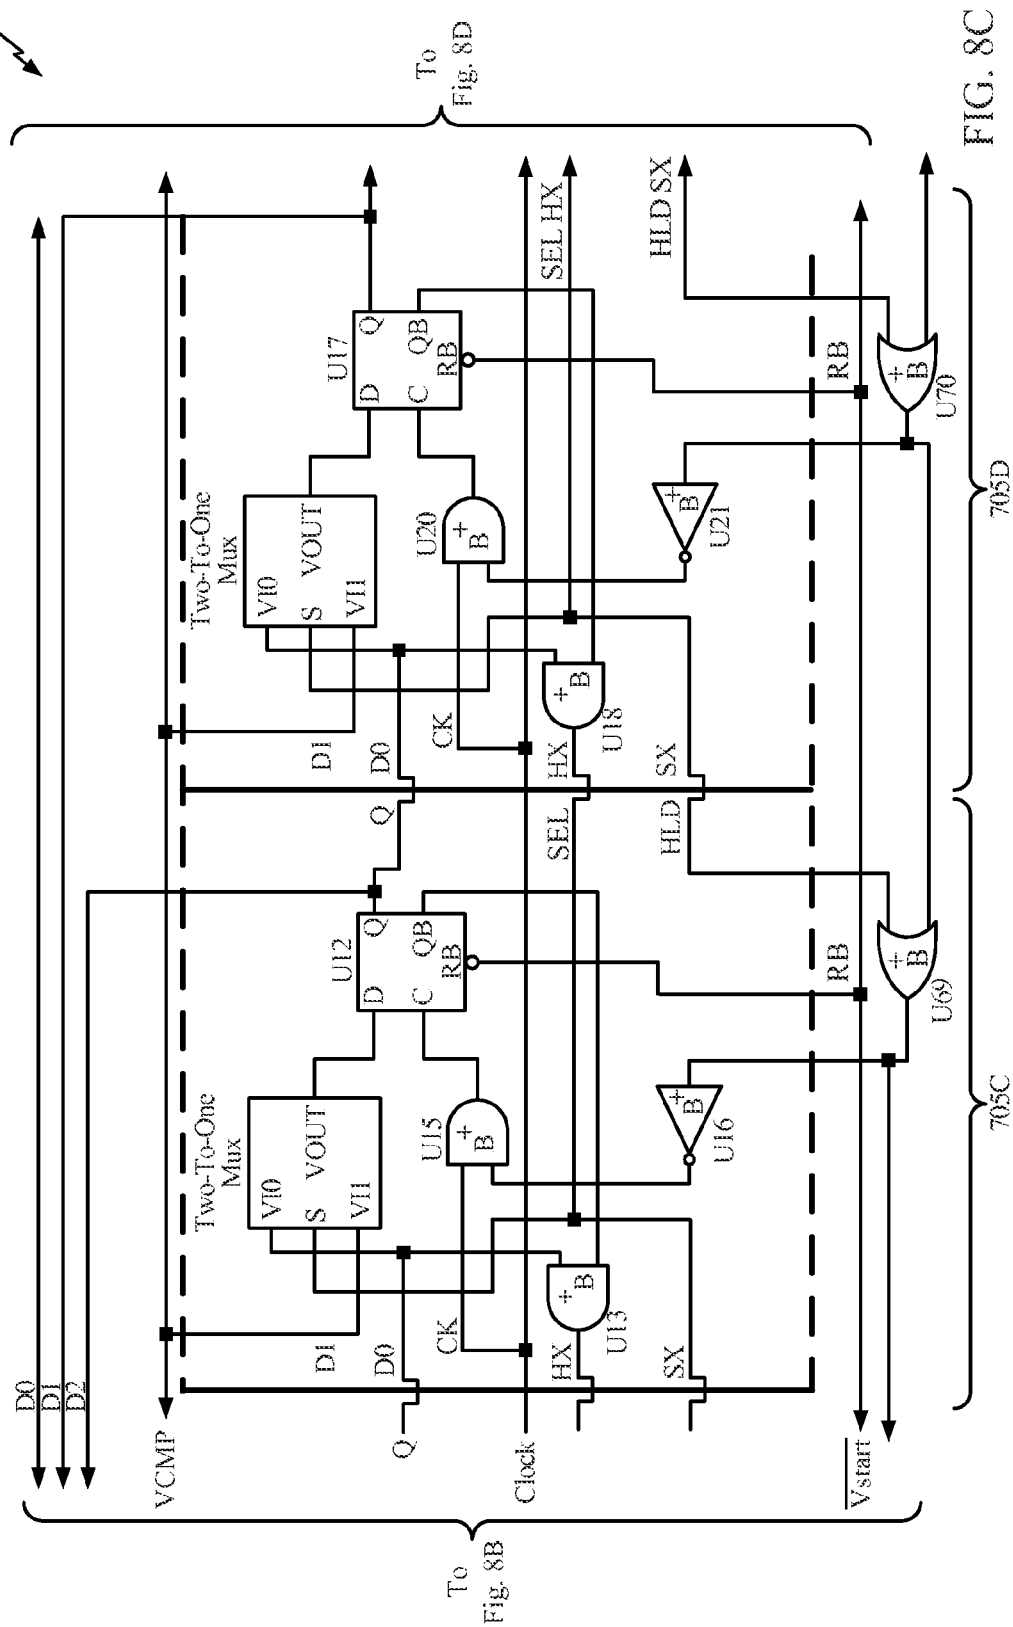 D0
D1
D2
VCMP
Q
Clock
Vstart
To
Fig. 8B
D1
D0
CK
HX
SX
Two-To-One
Mux
VI0
S
VI1
VOUT
+
B
U13
+
B
U15
+
B
U16
D
C
Q
QB
RB
U12
+
B
U69
RB
705C
Q
SEL
HLD
D1
D0
CK
HX
SX
Two-To-One
Mux
VI0
S
VI1
VOUT
+
B
U18
+
B
U20
+
B
U21
D
C
Q
QB
RB
U17
+
B
U70
RB
705D
SEL HX
HLD SX
To
Fig. 8D
FIG. 8C